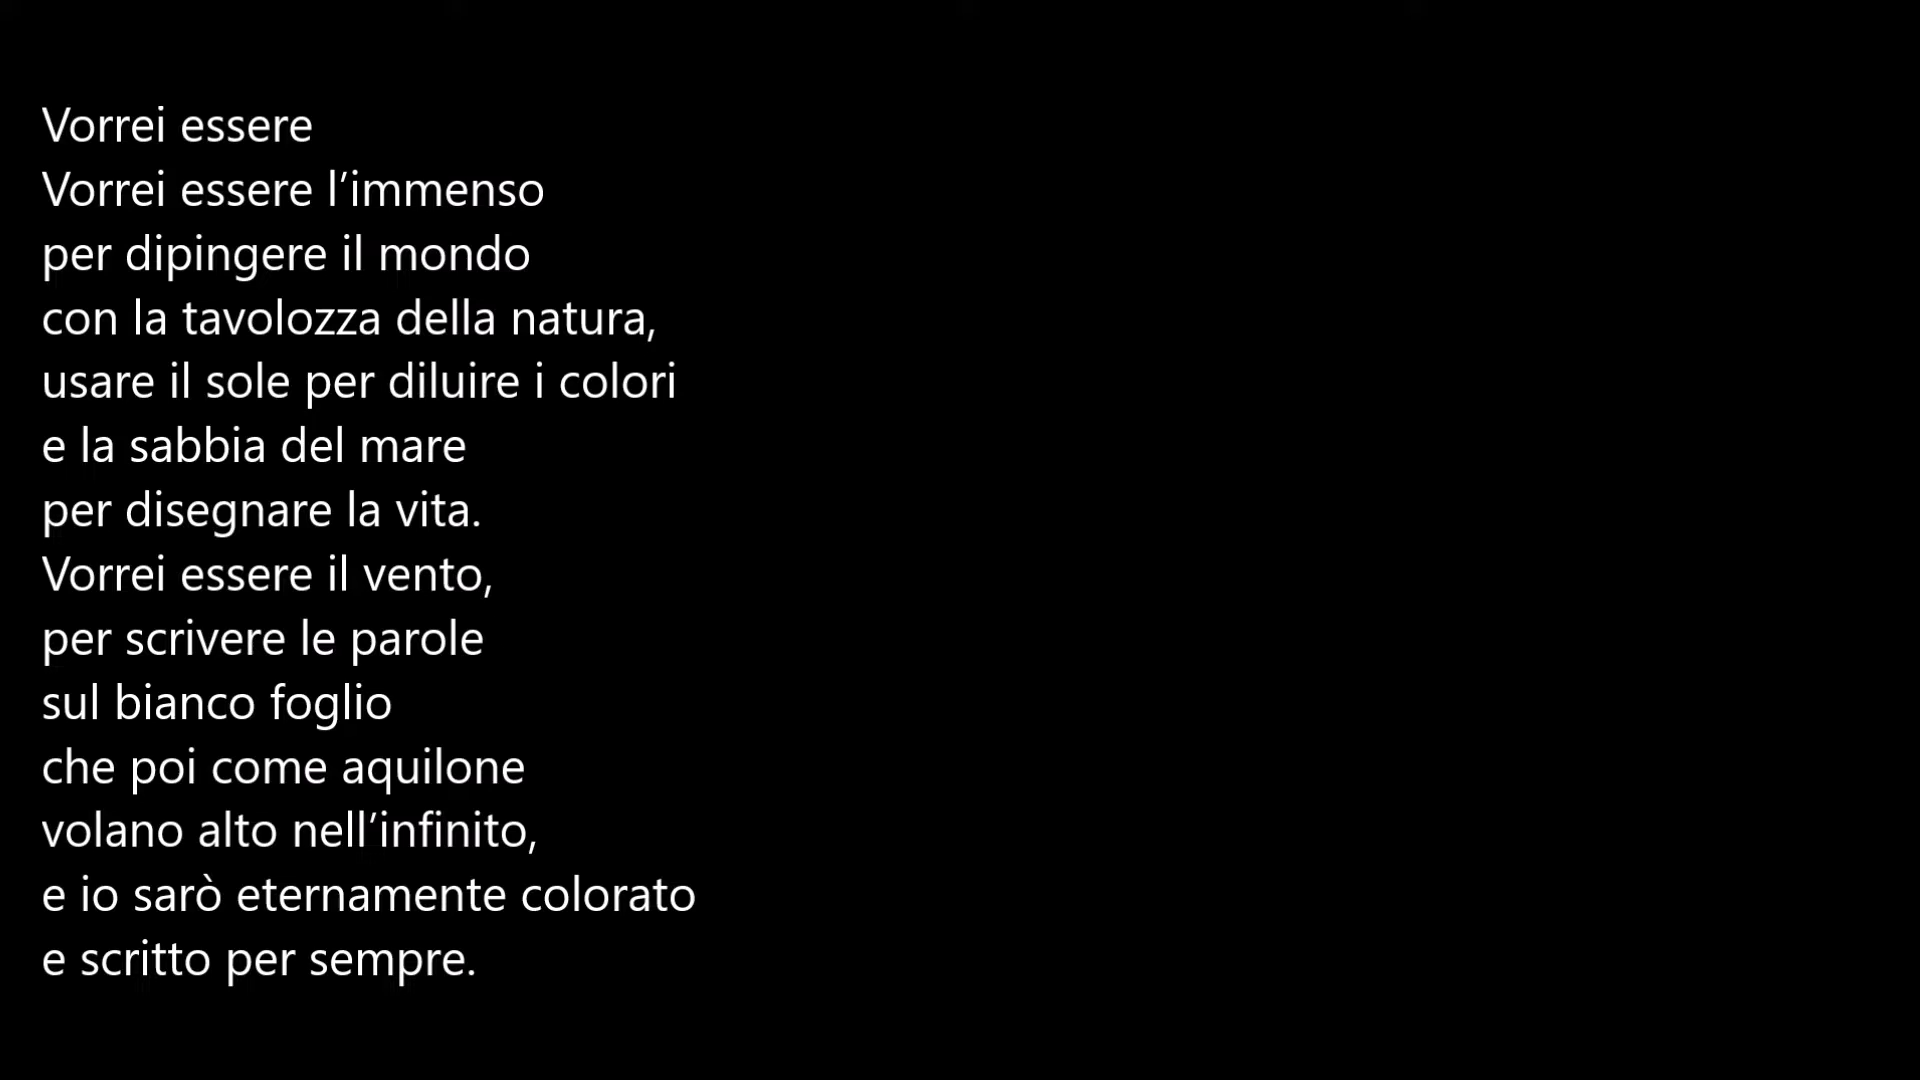 Vorrei essere
Vorrei essere l’immenso
per dipingere il mondo
con la tavolozza della natura,
usare il sole per diluire i colori
e la sabbia del mare
per disegnare la vita.
Vorrei essere il vento,
per scrivere le parole
sul bianco foglio
che poi come aquilone
volano alto nell’infinito,
e io sarò eternamente colorato
e scritto per sempre.